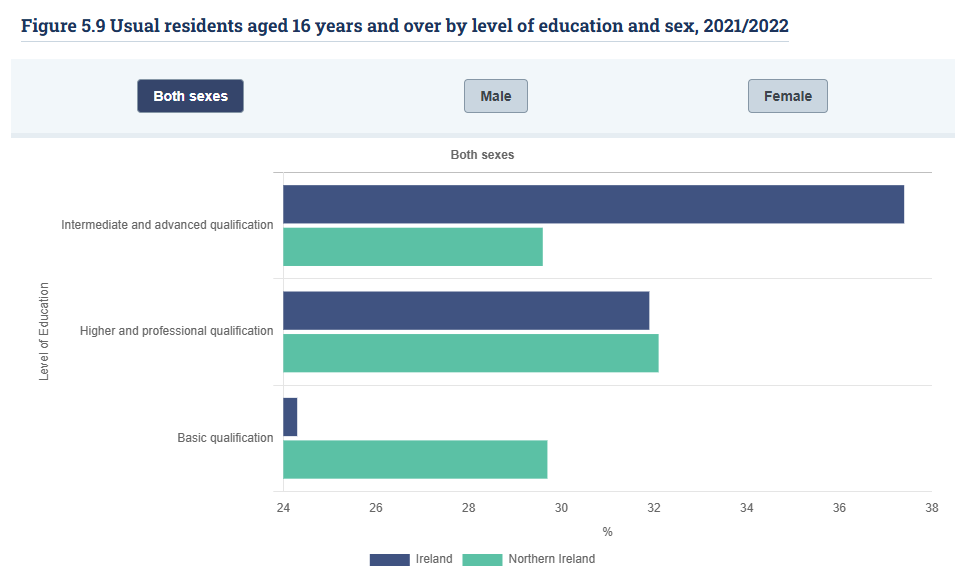 Figure 5.9 Usual residents aged 16 years and over by level of education and sex, 2021/2022
Both sexes
Male
Female
Both sexes
Intermediate and advanced qualification
Higher and professional qualification
Basic qualification
Level of Education
24 26 28 30 32 34 36 38
%
Ireland
Northern Ireland